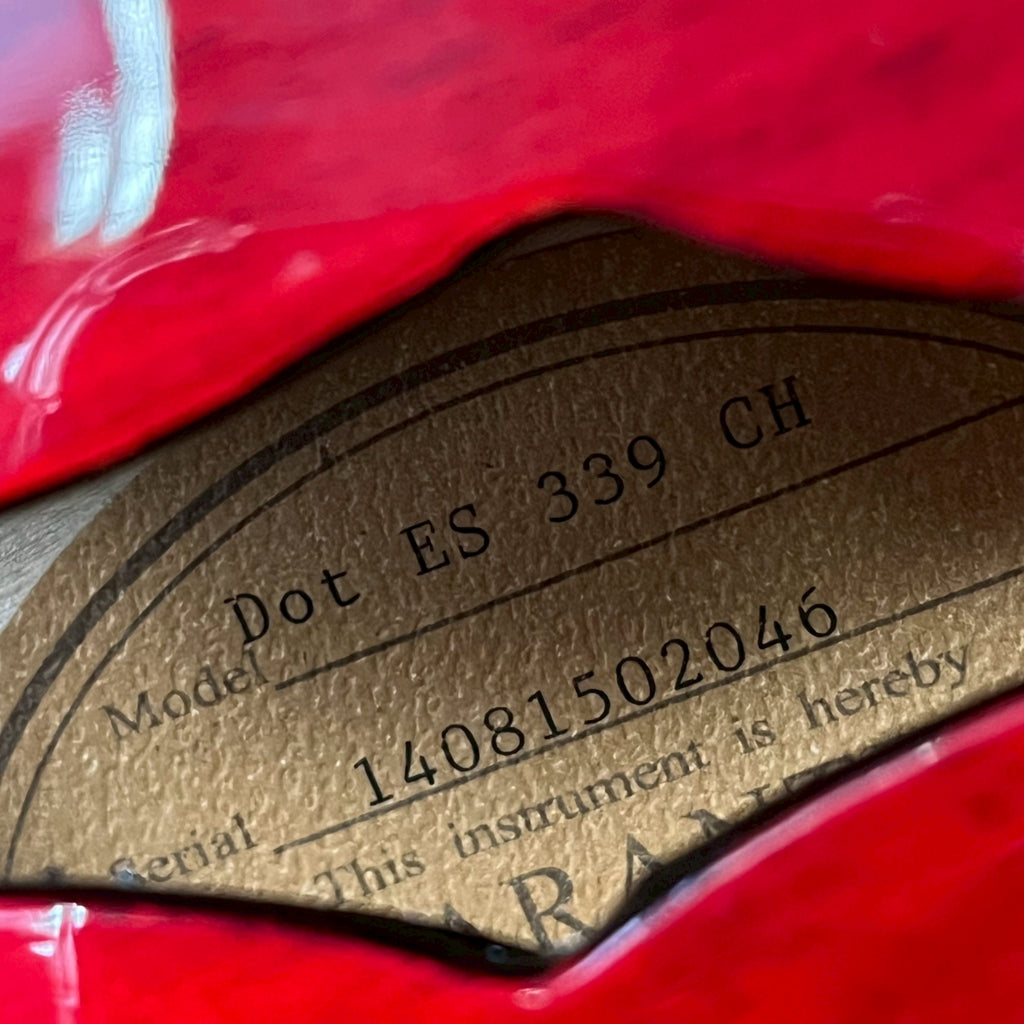 Model Dot ES 339 CH
Serial 14081502046
This instrument is hereby